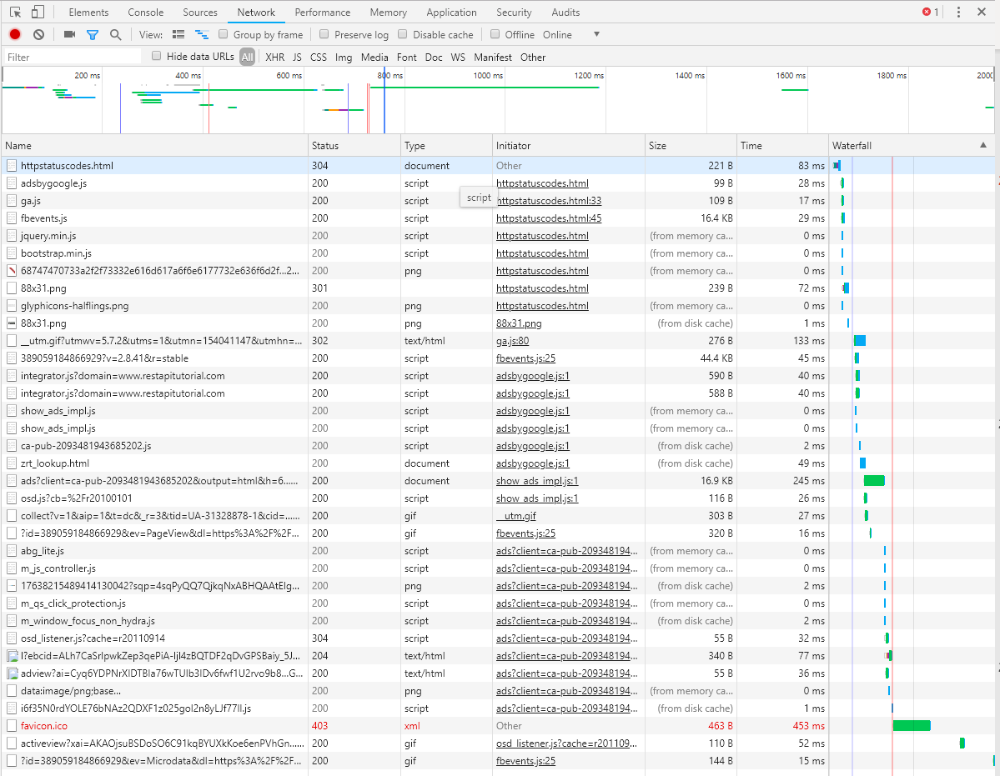 Elements Console Sources Network Performance Memory Application Security Audits 1
View: Group by frame Preserve log Disable cache Offline Online
Filter Hide data URLs All XHR JS CSS Img Media Font Doc WS Manifest Other
200 ms 400 ms 600 ms 800 ms 1000 ms 1200 ms 1400 ms 1600 ms 1800 ms
Name Status Type Initiator Size Time Waterfall
httpstatuscodes.html 304 document Other 221 B 83 ms
adsbygoogle.js 200 script httpstatuscodes.html 99 B 28 ms
script
ga.js 200 script httpstatuscodes.html:33 109 B 17 ms
fbevents.js 200 script httpstatuscodes.html:45 16.4 KB 29 ms
jquery.min.js 200 script httpstatuscodes.html (from memory ca... 0 ms
bootstrap.min.js 200 script httpstatuscodes.html (from memory ca... 0 ms
68747470733a2f2f73332e616d617a6f6e6177732e636f6d2f...2... 200 png httpstatuscodes.html (from memory ca... 0 ms
88x31.png 301 httpstatuscodes.html 239 B 72 ms
glyphicons-halflings.png 200 png httpstatuscodes.html (from memory ca... 0 ms
88x31.png 200 png 88x31.png (from disk cache) 1 ms
__utm.gif?utmwv=5.7.2&utms=1&utmn=154041147&utmhn=... 302 text/html ga.js:80 276 B 133 ms
389059184866929?v=2.8.41&r=stable 200 script fbevents.js:25 44.4 KB 45 ms
integrator.js?domain=www.restapitutorial.com 200 script adsbygoogle.js:1 590 B 40 ms
integrator.js?domain=www.restapitutorial.com 200 script adsbygoogle.js:1 588 B 40 ms
show_ads_impl.js 200 script adsbygoogle.js:1 (from memory ca... 0 ms
show_ads_impl.js 200 script adsbygoogle.js:1 (from memory ca... 0 ms
ca-pub-2093481943685202.js 200 script adsbygoogle.js:1 (from disk cache) 2 ms
zrt_lookup.html 200 document adsbygoogle.js:1 (from disk cache) 49 ms
ads?client=ca-pub-2093481943685202&output=html&h=6...... 200 document show_ads_impl.js:1 16.9 KB 245 ms
osd.js?cb=%2Fr20100101 200 script show_ads_impl.js:1 116 B 26 ms
collect?v=1&aip=1&t=dc&_r=3&tid=UA-31328878-1&cid=...... 200 gif __utm.gif 303 B 27 ms
?id=389059184866929&ev=PageView&dl=https%3A%2F%2F... 200 gif fbevents.js:25 320 B 16 ms
abg_lite.js 200 script ads?client=ca-pub-209348194... (from memory ca... 0 ms
m_js_controller.js 200 script ads?client=ca-pub-209348194... (from memory ca... 0 ms
17638215489414130042?sqp=4sqPyQQ7QjkqNxABHQAAtEIg... 200 png ads?client=ca-pub-209348194... (from disk cache) 2 ms
m_qs_click_protection.js 200 script ads?client=ca-pub-209348194... (from memory ca... 0 ms
m_window_focus_non_hydra.js 200 script ads?client=ca-pub-209348194... (from disk cache) 2 ms
osd_listener.js?cache=r20110914 304 script ads?client=ca-pub-209348194... 55 B 32 ms
204 text/html ads?client=ca-pub-209348194... 340 B 77 ms
200 text/html ads?client=ca-pub-209348194... 55 B 36 ms
data:image/png;base... 200 png ads?client=ca-pub-209348194... (from memory ca... 0 ms
200 script ads?client=ca-pub-209348194... (from disk cache) 1 ms
favicon.ico 403 xml Other 463 B 453 ms
activeview?xai=AKAOjsuBSDoSO6C91kqBYUXkKoe6enPVhGn...... 200 gif osd_listener.js?cache=r201109... 110 B 52 ms
?id=389059184866929&ev=Microdata&dl=https%3A%2F%2F... 200 gif fbevents.js:25 144 B 15 ms